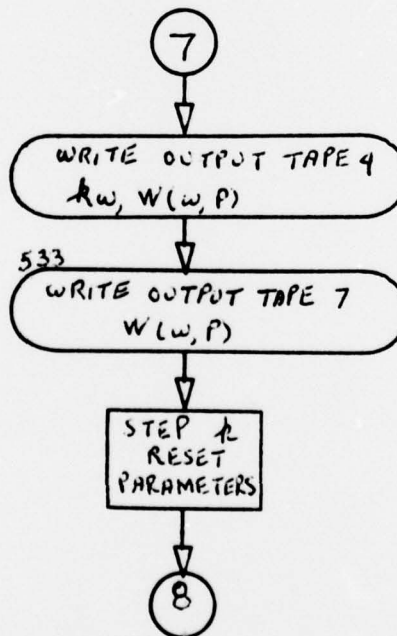 7
WRITE OUTPUT TAPE 4
kω, W(ω, P)
533
WRITE OUTPUT TAPE 7
W(ω, P)
STEP k
RESET
PARAMETERS
8